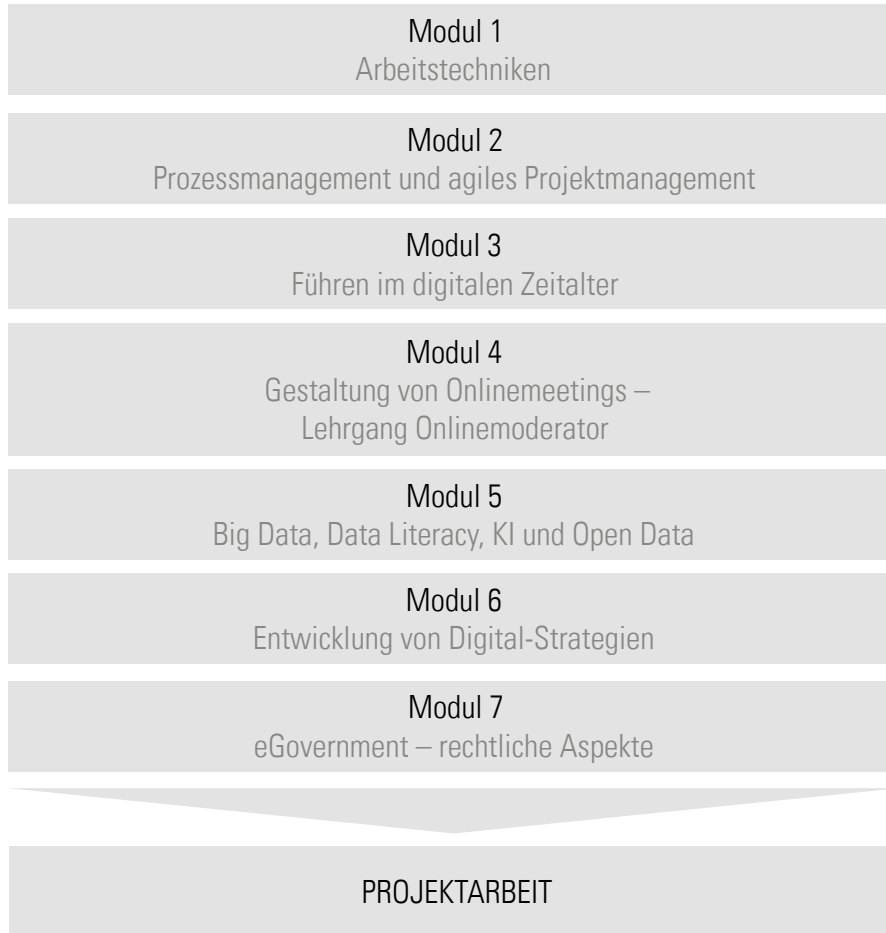 Modul 1
Arbeitstechniken
Modul 2
Prozessmanagement und agiles Projektmanagement
Modul 3
Führen im digitalen Zeitalter
Modul 4
Gestaltung von Onlinemeetings –
Lehrgang Onlinemoderator
Modul 5
Big Data, Data Literacy, KI und Open Data
Modul 6
Entwicklung von Digital-Strategien
Modul 7
eGovernment – rechtliche Aspekte
PROJEKTARBEIT